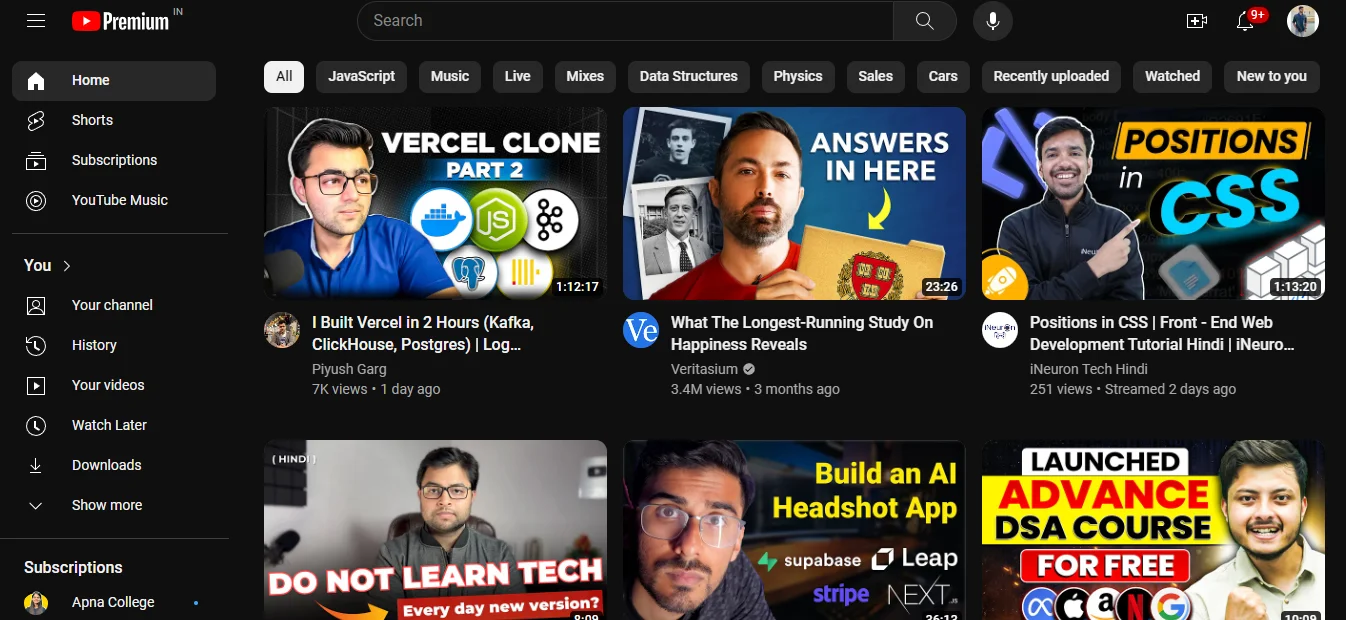 Premium IN
Search
9+
Home
Shorts
Subscriptions
YouTube Music
You
Your channel
History
Your videos
Watch Later
Downloads
Show more
Subscriptions
Apna College
All JavaScript Music Live Mixes Data Structures Physics Sales Cars Recently uploaded Watched New to you
VERCEL CLONE
PART 2
JS
1:12:17
I Built Vercel in 2 Hours (Kafka,
ClickHouse, Postgres) | Log...
Piyush Garg
7K views • 1 day ago
ANSWERS
IN HERE
23:26
Ve
What The Longest-Running Study On
Happiness Reveals
Veritasium
3.4M views • 3 months ago
POSITIONS
in
CSS
1:13:20
iNeuron
Positions in CSS | Front - End Web
Development Tutorial Hindi | iNeuro...
iNeuron Tech Hindi
251 views • Streamed 2 days ago
( HINDI )
DO NOT LEARN TECH
Every day new version?
8:09
Build an AI
Headshot App
supabase Leap
stripe NEXT.JS
26:13
LAUNCHED
ADVANCE
DSA COURSE
FOR FREE
a N G
10:09